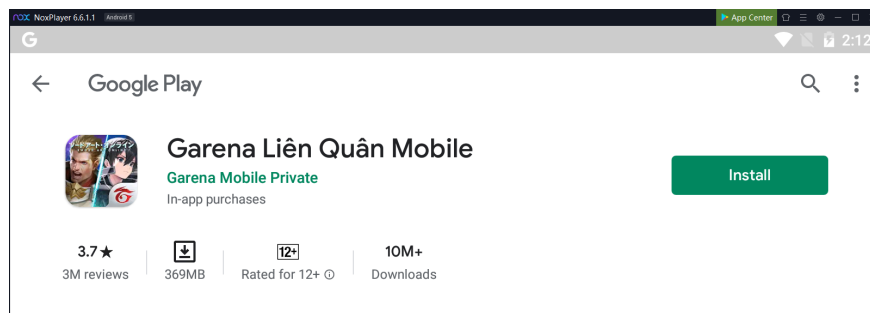 nox NoxPlayer 6.6.1.1 Android 5 App Center
G 2:12
Google Play
Garena Liên Quân Mobile
Garena Mobile Private
Install
In-app purchases
3.7★ 12+ 10M+
3M reviews 369MB Rated for 12+ Downloads